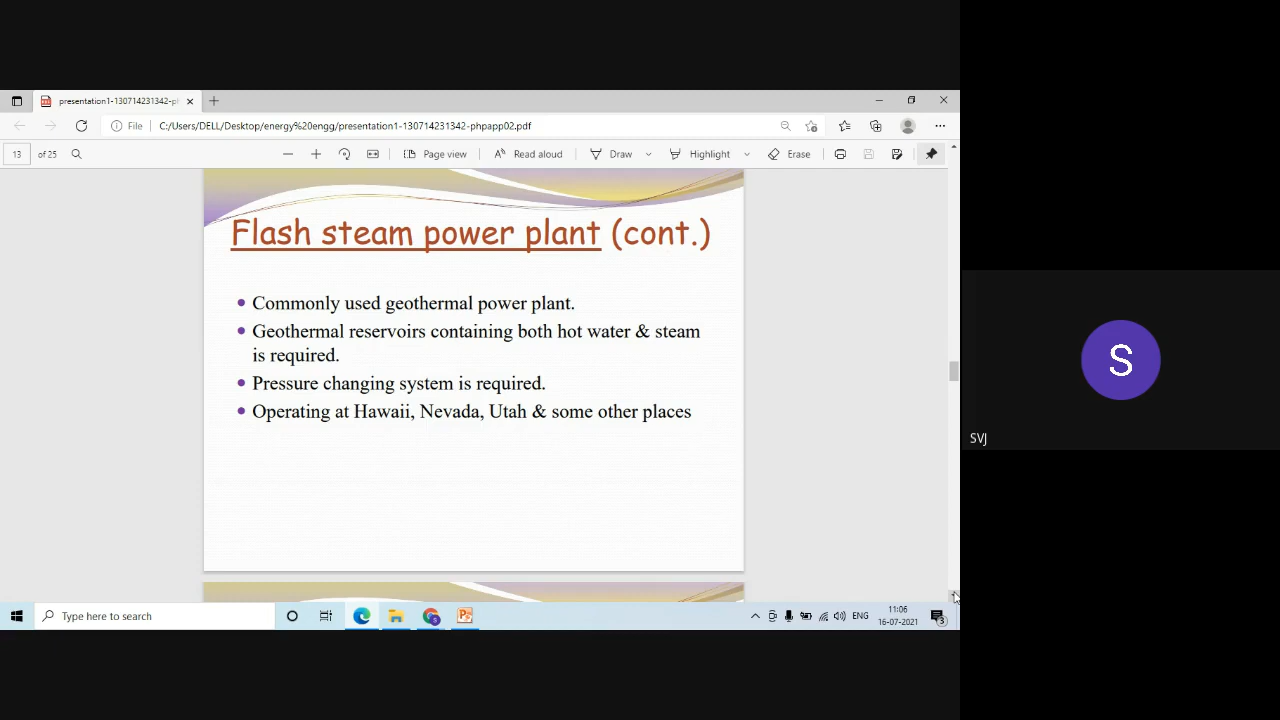 presentation1-130714231342-ph
File
C:/Users/DELL/Desktop/energy%20engg/presentation1-130714231342-phpapp02.pdf
13 of 25
Page view
Read aloud
Draw
Highlight
Erase
Flash steam power plant (cont.)
• Commonly used geothermal power plant.
• Geothermal reservoirs containing both hot water & steam
is required.
• Pressure changing system is required.
• Operating at Hawaii, Nevada, Utah & some other places
S
SVJ
Type here to search
ENG
11:06
16-07-2021
3